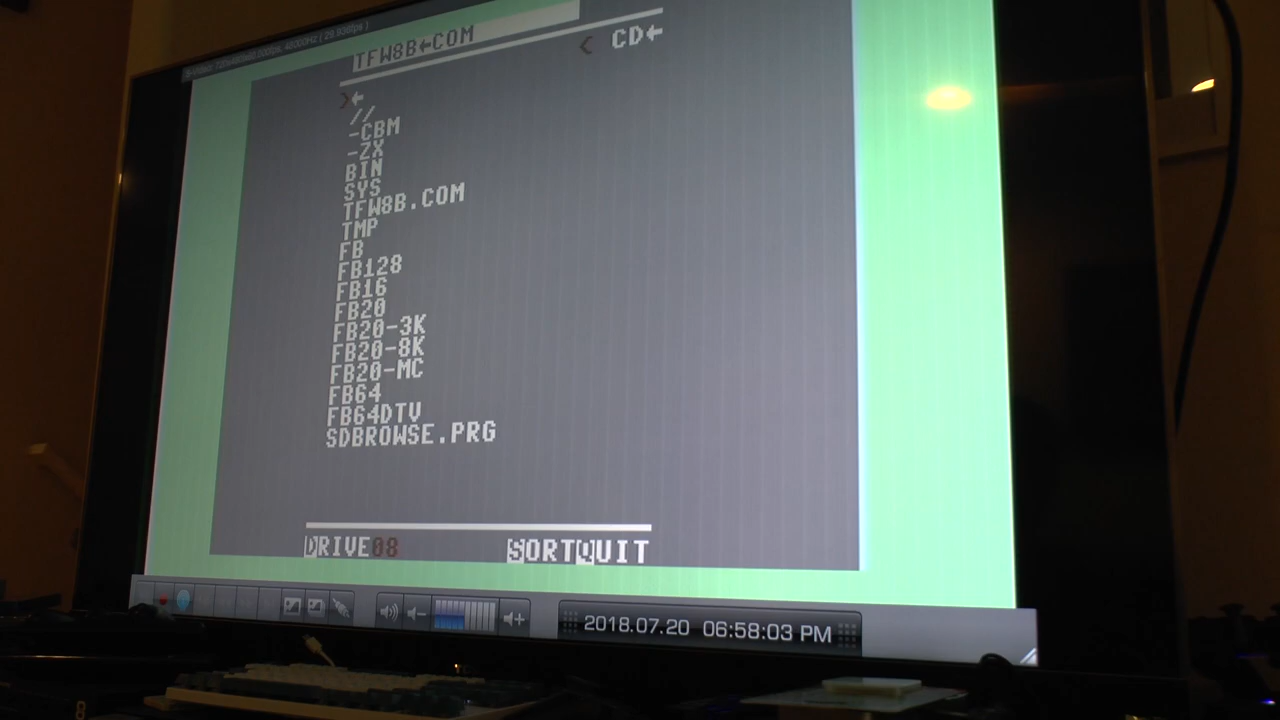 TFW8B←COM
< CD←
>←
//
-CBM
-ZX
BIN
SYS
TFW8B.COM
TMP
FB
FB128
FB16
FB20
FB20-3K
FB20-8K
FB20-MC
FB64
FB64DTV
SDBROWSE.PRG
DRIVE08 SORTQUIT
2018.07.20 06:58:03 PM
8